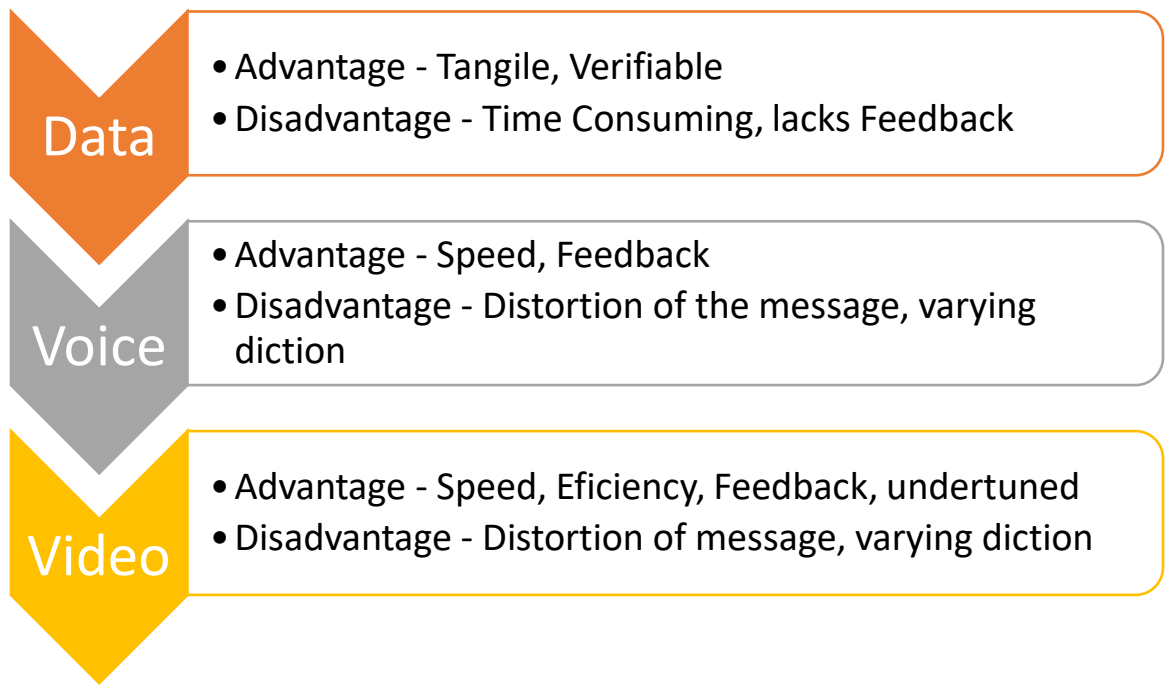 Data
• Advantage - Tangile, Verifiable
• Disadvantage - Time Consuming, lacks Feedback
Voice
• Advantage - Speed, Feedback
• Disadvantage - Distortion of the message, varying
diction
Video
• Advantage - Speed, Eficiency, Feedback, undertuned
• Disadvantage - Distortion of message, varying diction